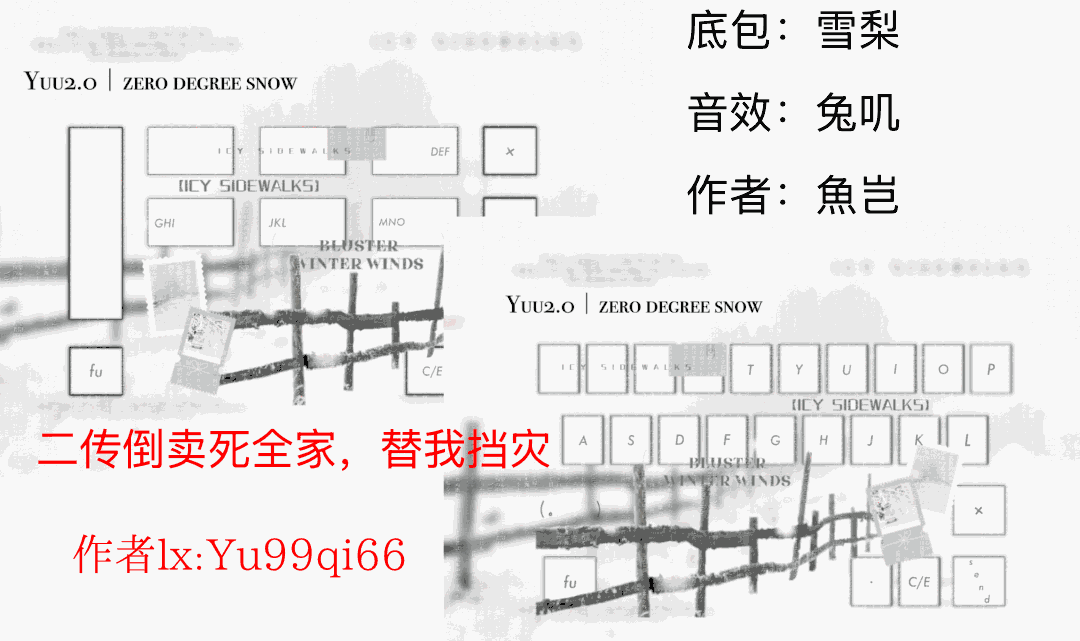 底包：雪梨
音效：兔叽
作者：魚岂
YUU2.0 | ZERO DEGREE SNOW
ICY SIDEWALKS
DEF
×
[ICY SIDEWALKS]
GHI
JKL
MNO
BLUSTER
WINTER WINDS
fu
C/E
二传倒卖死全家，替我挡灾
作者lx:Yu99qi66
YUU2.0 | ZERO DEGREE SNOW
ICY SIDEWALKS
T
Y
U
I
O
P
[ICY SIDEWALKS]
A
S
D
F
G
H
J
K
L
BLUSTER
WINTER WINDS
(。 )
×
fu
·
C/E
send